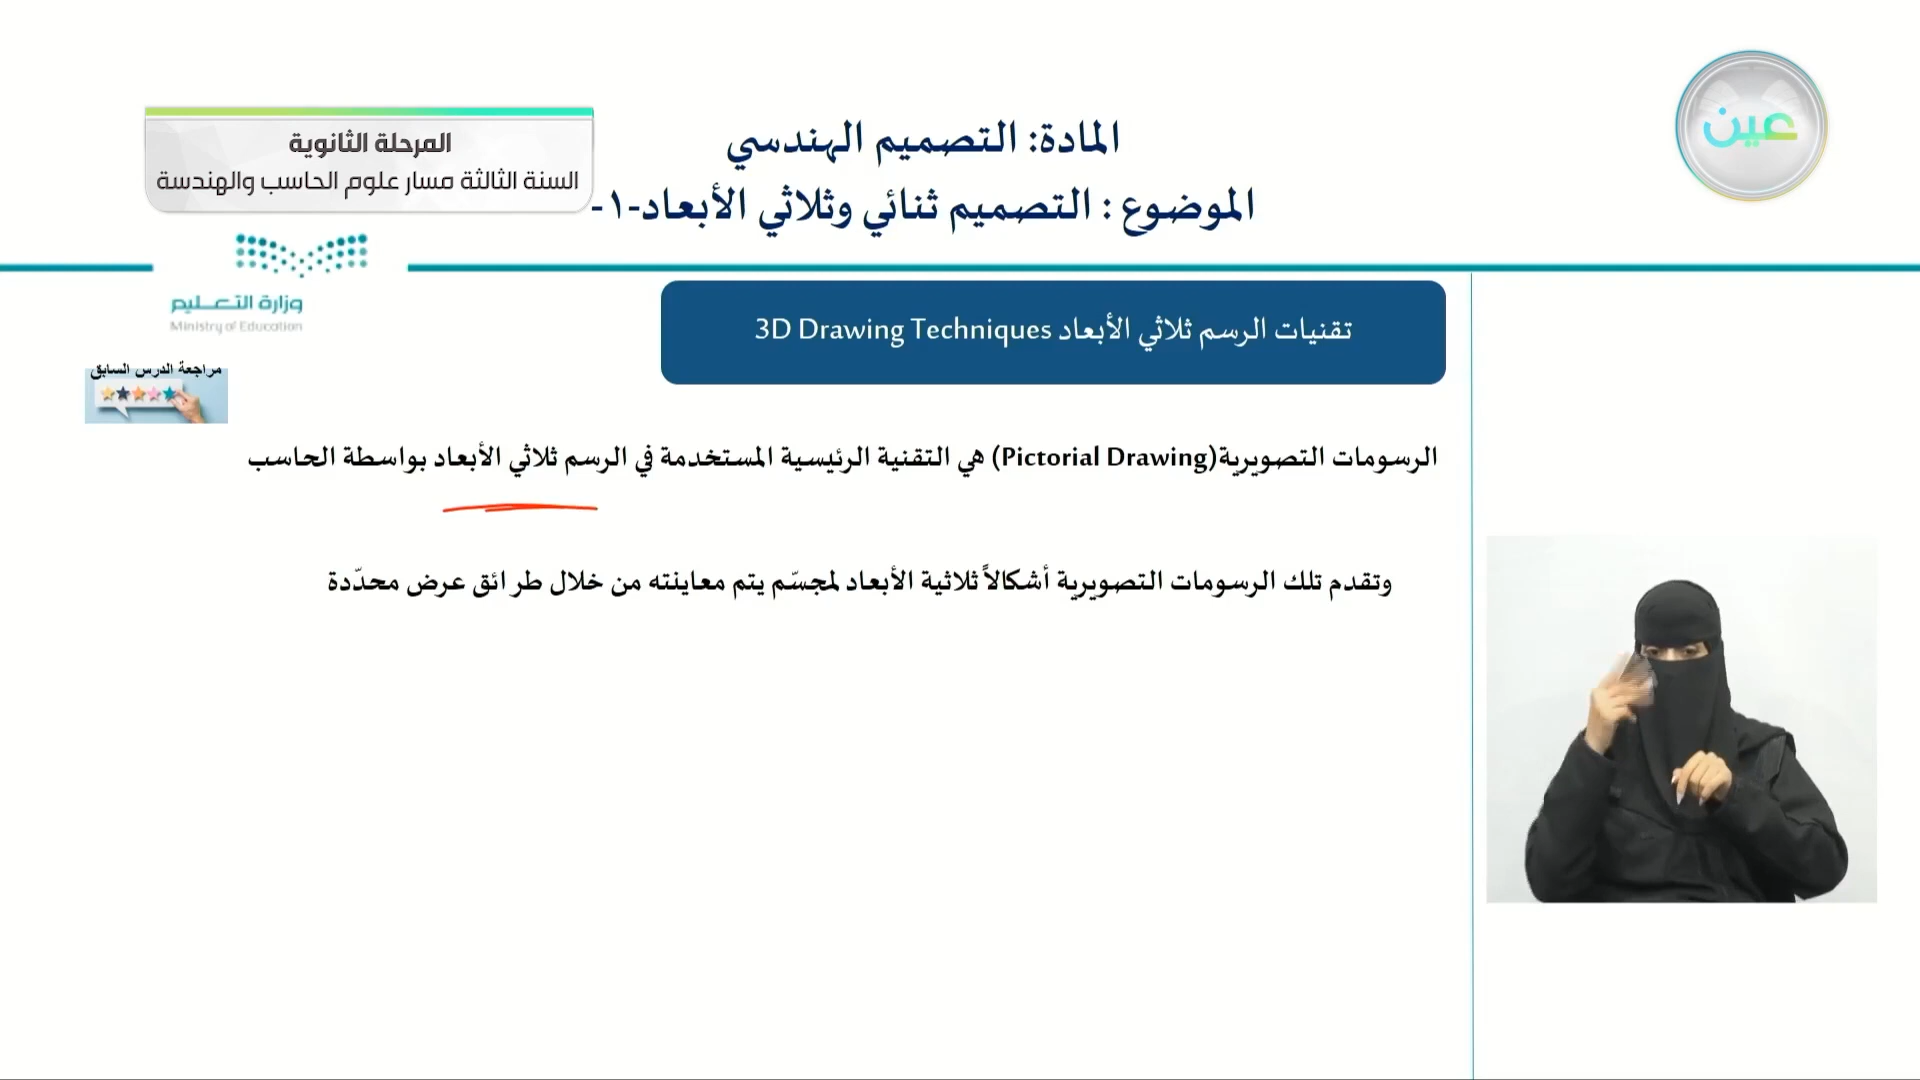 عين
المادة: التصميم الهندسي
الموضوع : التصميم ثنائي وثلاثي الأبعاد-١-
المرحلة الثانوية
السنة الثالثة مسار علوم الحاسب والهندسة
وزارة التعليم
Ministry of Education
تقنيات الرسم ثلاثي الأبعاد 3D Drawing Techniques
مراجعة الدرس السابق
الرسومات التصويرية(Pictorial Drawing) هي التقنية الرئيسية المستخدمة في الرسم ثلاثي الأبعاد بواسطة الحاسب
وتقدم تلك الرسومات التصويرية أشكالاً ثلاثية الأبعاد لمجسّم يتم معاينته من خلال طرائق عرض محدّدة